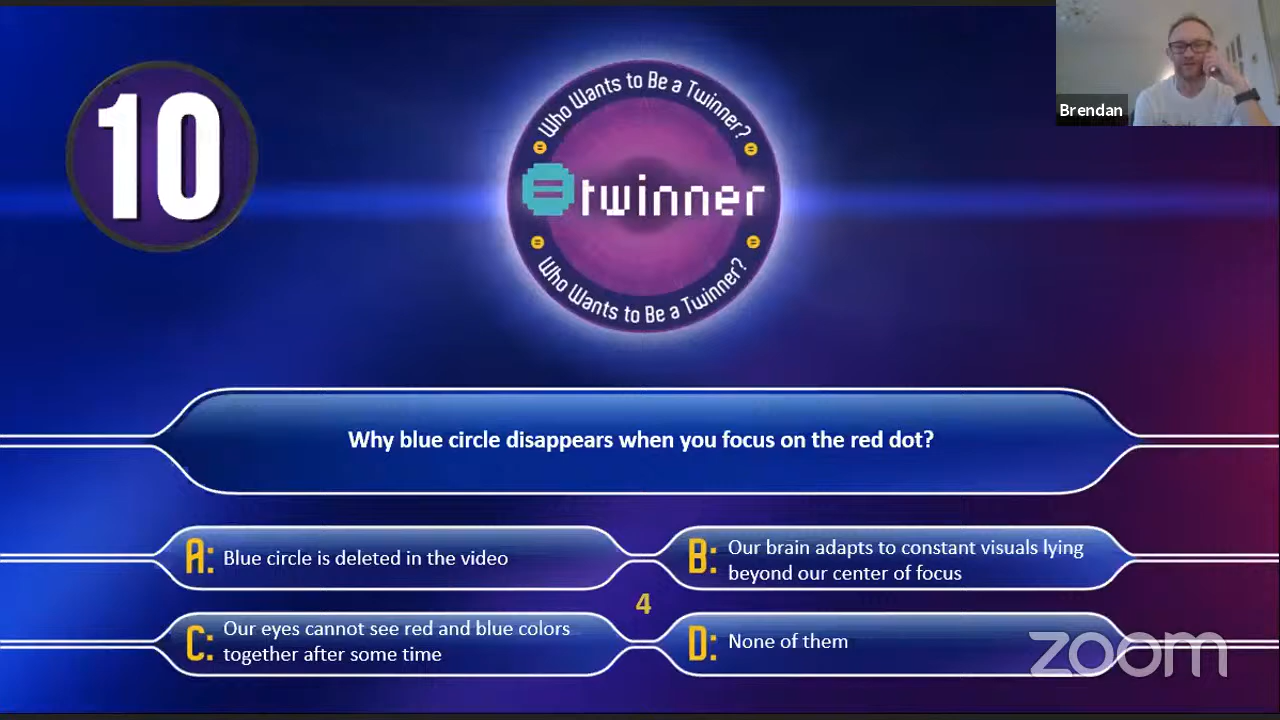 10
Who Wants to Be a Twinner?
twinner
Who Wants to Be a Twinner?
Brendan
Why blue circle disappears when you focus on the red dot?
A: Blue circle is deleted in the video
B: Our brain adapts to constant visuals lying
beyond our center of focus
4
C: Our eyes cannot see red and blue colors
together after some time
D: None of them
zoom